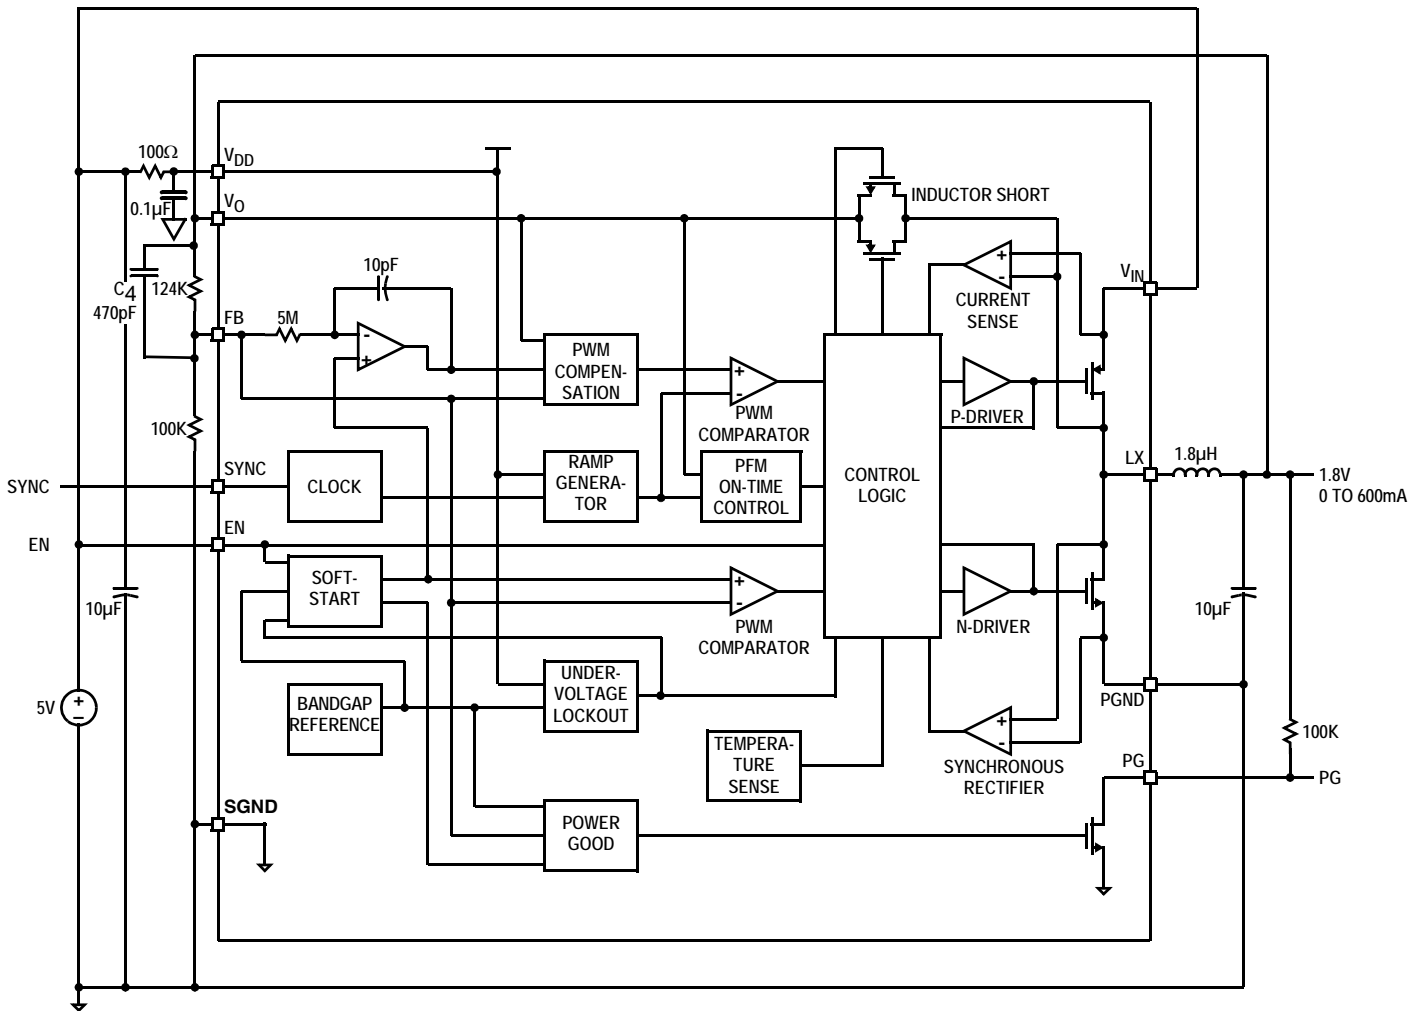 100Ω
V_DD
0.1µF
V_O
INDUCTOR SHORT
10pF
C4
470pF
124K
FB
5M
-
+
PWM
COMPEN-
SATION
+
-
PWM
COMPARATOR
+
-
CURRENT
SENSE
V_IN
P-DRIVER
100K
SYNC
SYNC
CLOCK
RAMP
GENERA-
TOR
PFM
ON-TIME
CONTROL
CONTROL
LOGIC
LX
1.8µH
1.8V
0 TO 600mA
EN
EN
SOFT-
START
+
-
PWM
COMPARATOR
N-DRIVER
10µF
10µF
5V
+
–
BANDGAP
REFERENCE
UNDER-
VOLTAGE
LOCKOUT
TEMPERA-
TURE
SENSE
+
-
SYNCHRONOUS
RECTIFIER
PGND
100K
PG
PG
SGND
POWER
GOOD